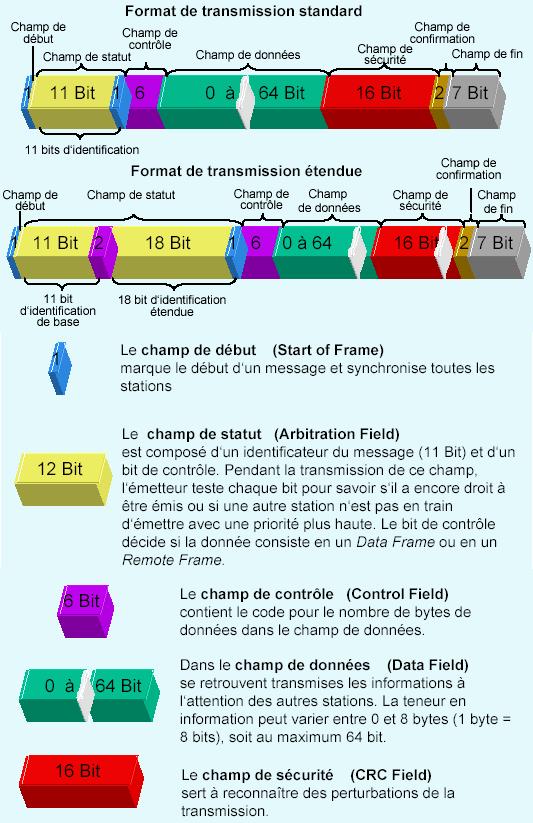 Format de transmission standard
Champ de
début
Champ de statut
Champ de
contrôle
Champ de données
Champ de
sécurité
Champ de
confirmation
Champ de fin
1 11 Bit 1 6 0 à 64 Bit 16 Bit 2 7 Bit
11 bits d'identification
Format de transmission étendue
Champ de
début
Champ de statut
Champ de
contrôle
Champ
de données
Champ de
sécurité
Champ de
confirmation
Champ
de fin
1 11 Bit 2 18 Bit 1 6 0 à 64 16 Bit 2 7 Bit
11 bit
d'identification
de base
18 bit d'identification
étendue
1
Le champ de début (Start of Frame)
marque le début d'un message et synchronise toutes les
stations
12 Bit
Le champ de statut (Arbitration Field)
est composé d'un identificateur du message (11 Bit) et d'un
bit de contrôle. Pendant la transmission de ce champ,
l'émetteur teste chaque bit pour savoir s'il a encore droit à
être émis ou si une autre station n'est pas en train
d'émettre avec une priorité plus haute. Le bit de contrôle
décide si la donnée consiste en un Data Frame ou en un
Remote Frame.
6 Bit
Le champ de contrôle (Control Field)
contient le code pour le nombre de bytes de
données dans le champ de données.
0 à 64 Bit
Dans le champ de données (Data Field)
se retrouvent transmises les informations à
l'attention des autres stations. La teneur en
information peut varier entre 0 et 8 bytes (1 byte =
8 bits), soit au maximum 64 bit.
16 Bit
Le champ de sécurité (CRC Field)
sert à reconnaître des perturbations de la
transmission.